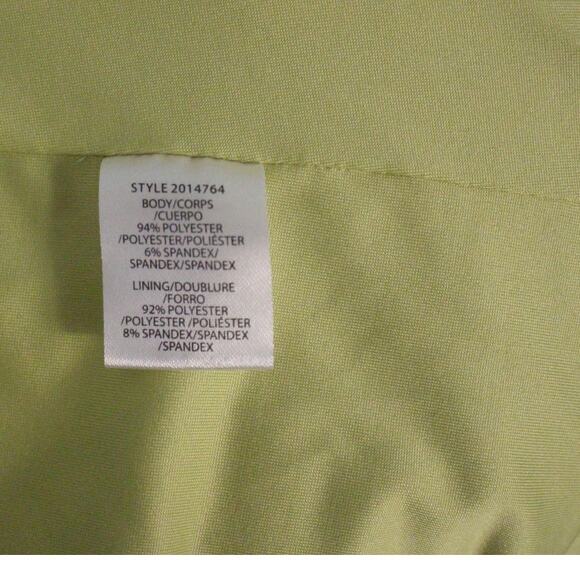 STYLE 2014764
BODY/CORPS
/CUERPO
94% POLYESTER
/POLYESTER/POLIÉSTER
6% SPANDEX/
SPANDEX/SPANDEX
LINING/DOUBLURE
/FORRO
92% POLYESTER
/POLYESTER /POLIÉSTER
8% SPANDEX/SPANDEX
/SPANDEX